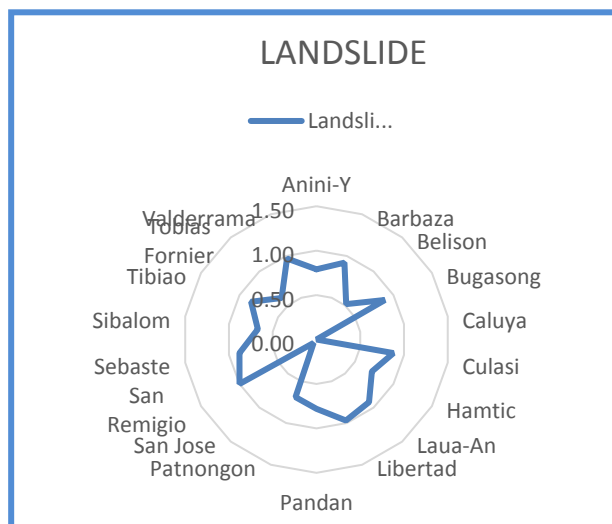 LANDSLIDE
Landsli...
Anini-Y
Barbaza
Belison
Bugasong
Caluya
Culasi
Hamtic
Laua-An
Libertad
Pandan
Patnongon
San Jose
San
Remigio
Sebaste
Sibalom
Tibiao
Tobias
Fornier
Valderrama
1.50
1.00
0.50
0.00